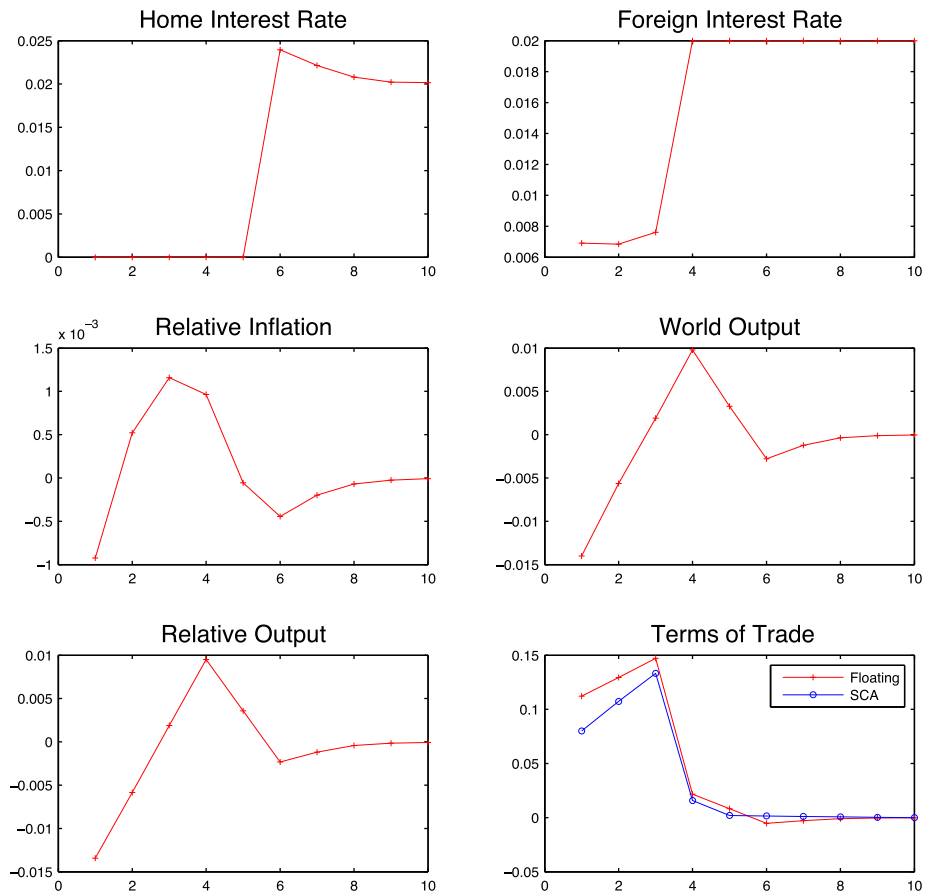 Home Interest Rate
0.025
0.02
0.015
0.01
0.005
0
0 2 4 6 8 10
Foreign Interest Rate
0.02
0.018
0.016
0.014
0.012
0.01
0.008
0.006
0 2 4 6 8 10
Relative Inflation
x 10−3
1.5
1
0.5
0
−0.5
−1
0 2 4 6 8 10
World Output
0.01
0.005
0
−0.005
−0.01
−0.015
0 2 4 6 8 10
Relative Output
0.01
0.005
0
−0.005
−0.01
−0.015
0 2 4 6 8 10
Terms of Trade
0.15
0.1
0.05
0
−0.05
0 2 4 6 8 10
Floating
SCA